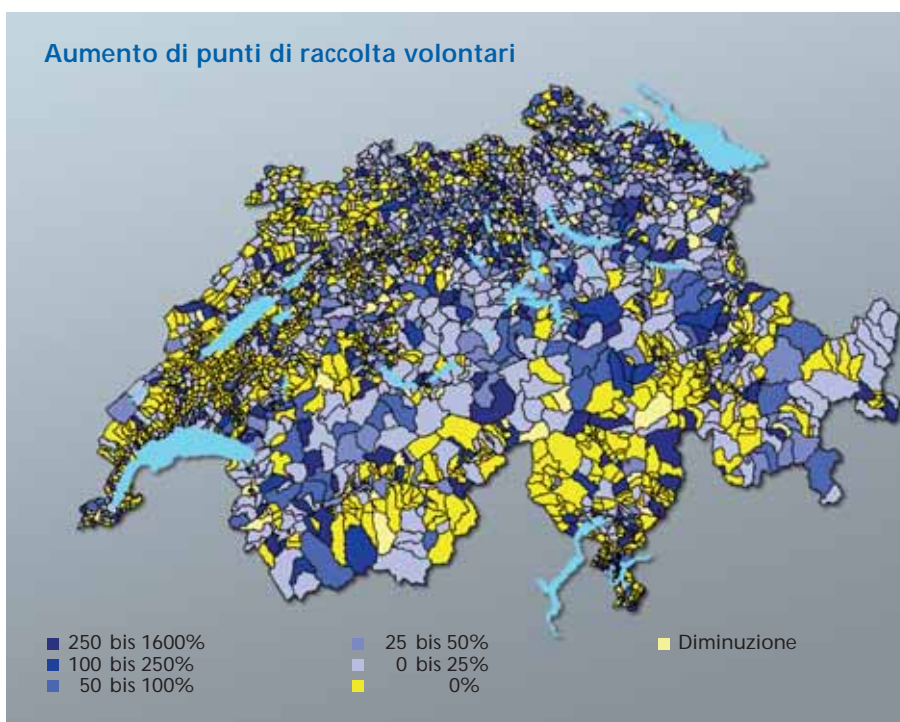 Aumento di punti di raccolta volontari
250 bis 1600%
100 bis 250%
50 bis 100%
25 bis 50%
0 bis 25%
0%
Diminuzione